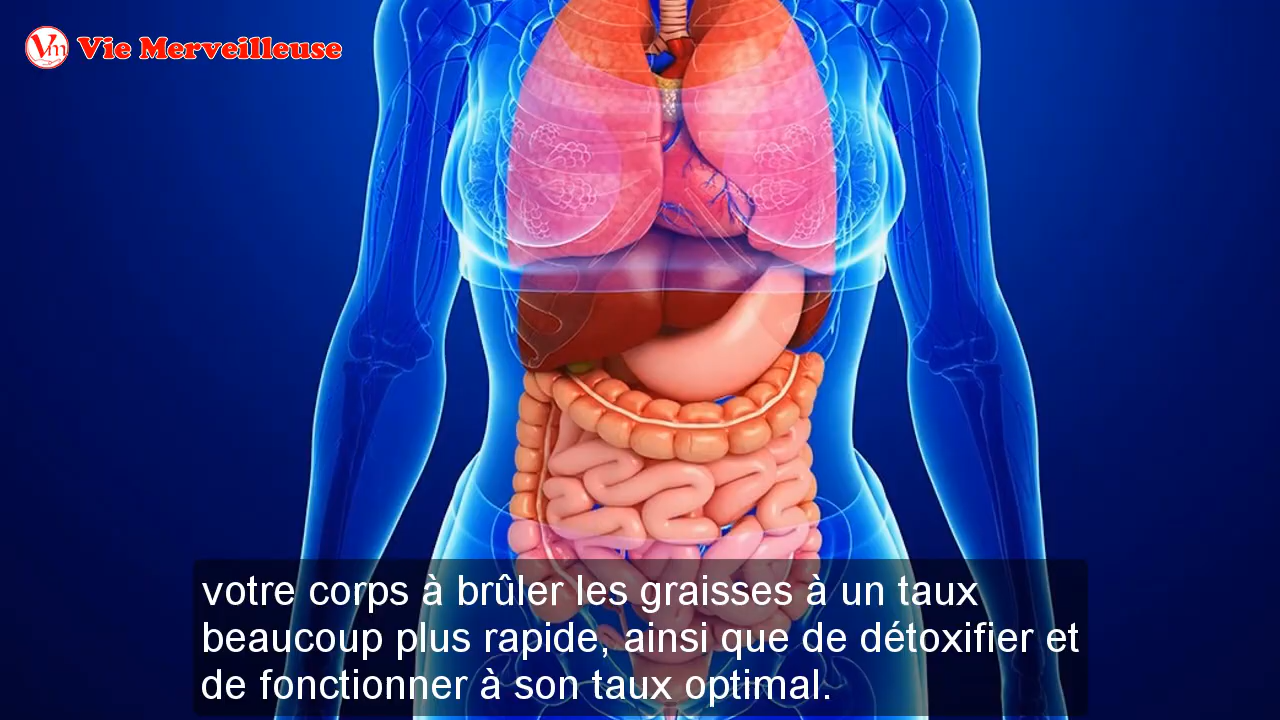 Vm Vie Merveilleuse
votre corps à brûler les graisses à un taux
beaucoup plus rapide, ainsi que de détoxifier et
de fonctionner à son taux optimal.